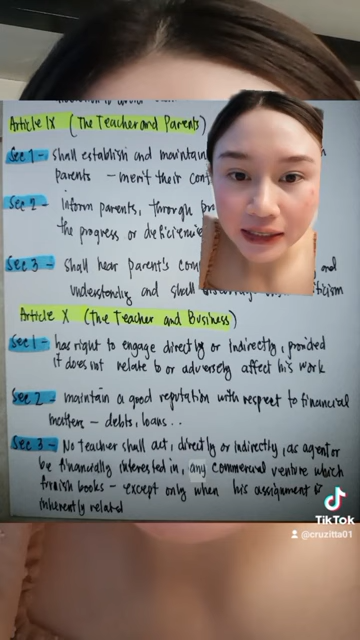 Article IX (The Teacher and Parents)
Sec 1 - shall establish and maintain
parents - merit their con
Sec 2 - inform parents, through
the progress or deficiencie
Sec 3 - shall hear parent's com and
understanding and shall
Article X (The Teacher and Business)
Sec 1 - has right to engage directly or indirectly, provided
it does not relate to or adversely affect his work
Sec 2 - maintain a good reputation with respect to financial
matters - debts, loans . .
Sec 3 - No teacher shall act, directly or indirectly, as agent or
be financially interested in, any commercial venture which
furnish books - except only when his assignment is
inherently related
TikTok
@cruzitta01